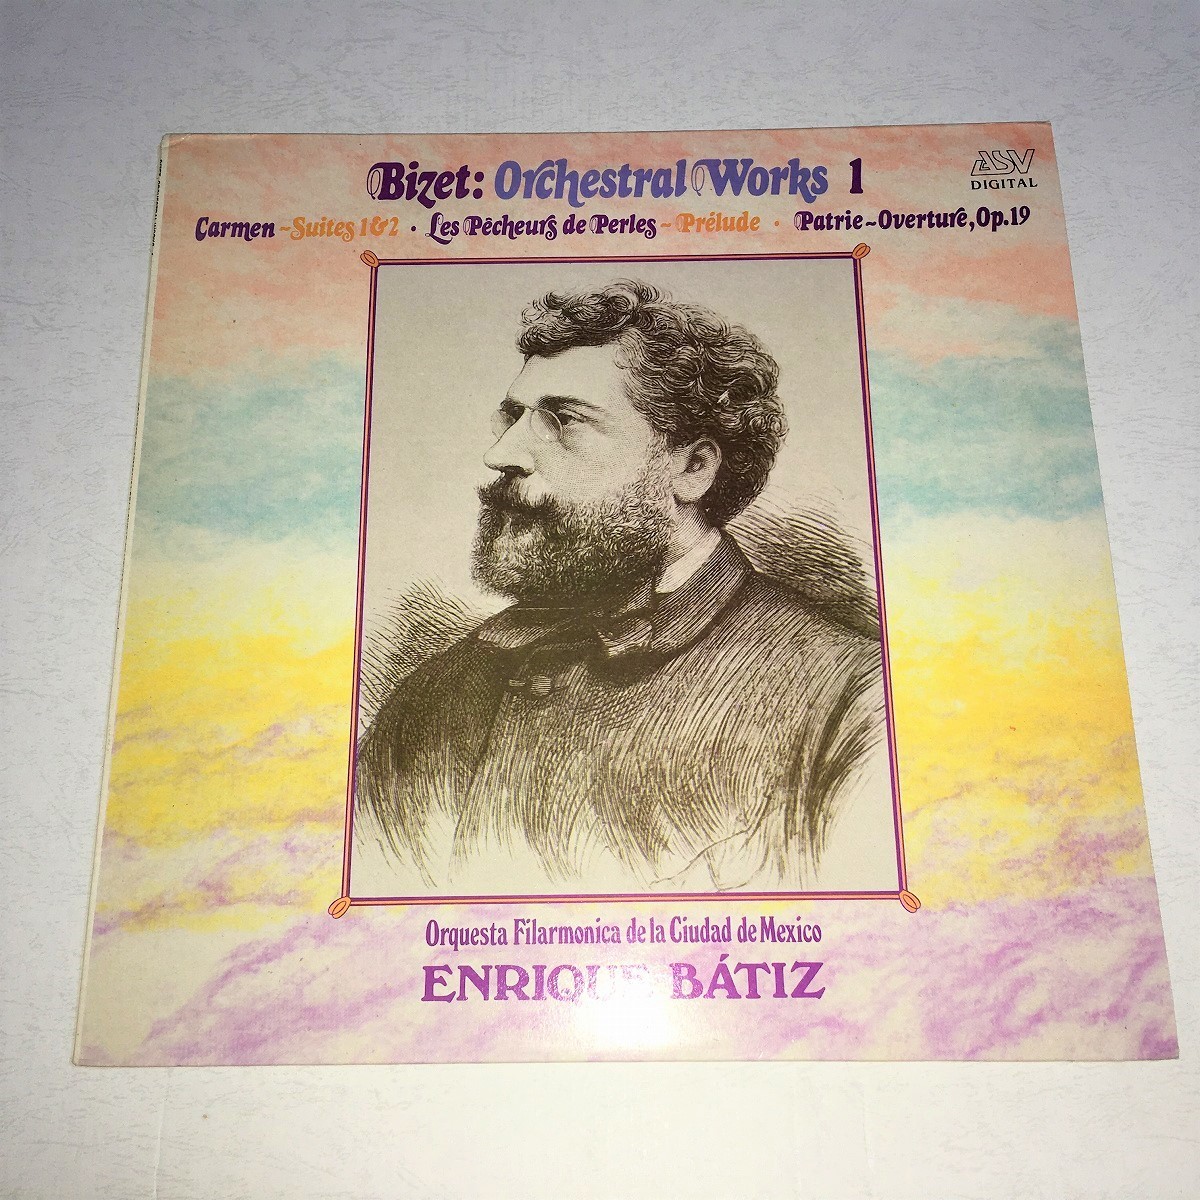 Bizet: Orchestral Works 1
ASV
DIGITAL
Carmen ~ Suites 1 & 2 · Les Pêcheurs de Perles ~ Prélude · Patrie ~ Overture, Op. 19
Orquesta Filarmonica de la Ciudad de Mexico
ENRIQUE BÁTIZ